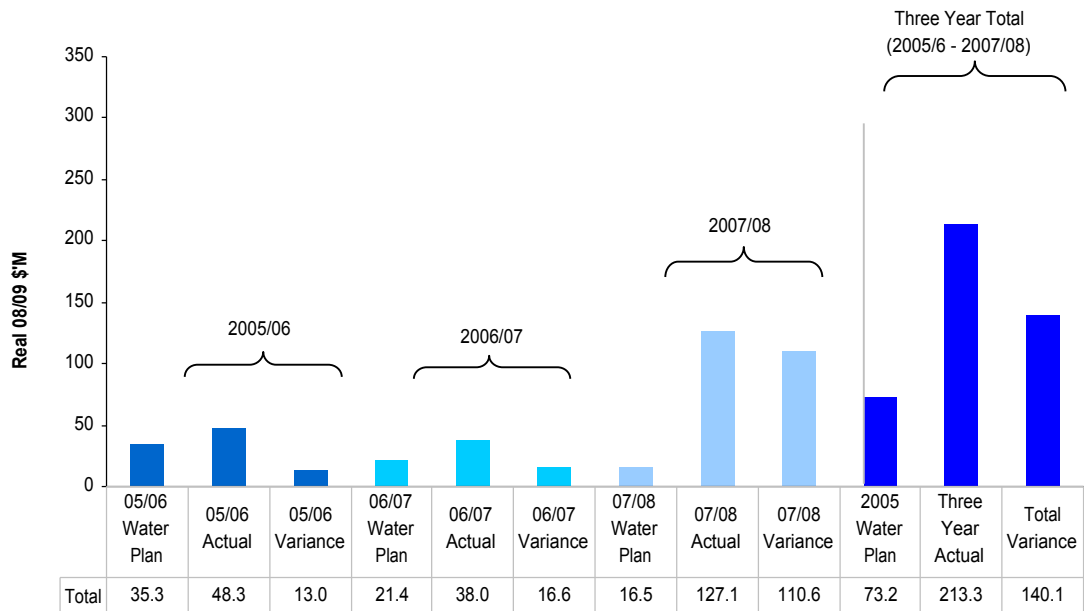 Three Year Total
(2005/6 - 2007/08)
350
300
250
200
150
100
50
0
Real 08/09 $'M
2005/06
2006/07
2007/08
05/06 Water Plan
05/06 Actual
05/06 Variance
06/07 Water Plan
06/07 Actual
06/07 Variance
07/08 Water Plan
07/08 Actual
07/08 Variance
2005 Water Plan
Three Year Actual
Total Variance
Total 35.3 48.3 13.0 21.4 38.0 16.6 16.5 127.1 110.6 73.2 213.3 140.1